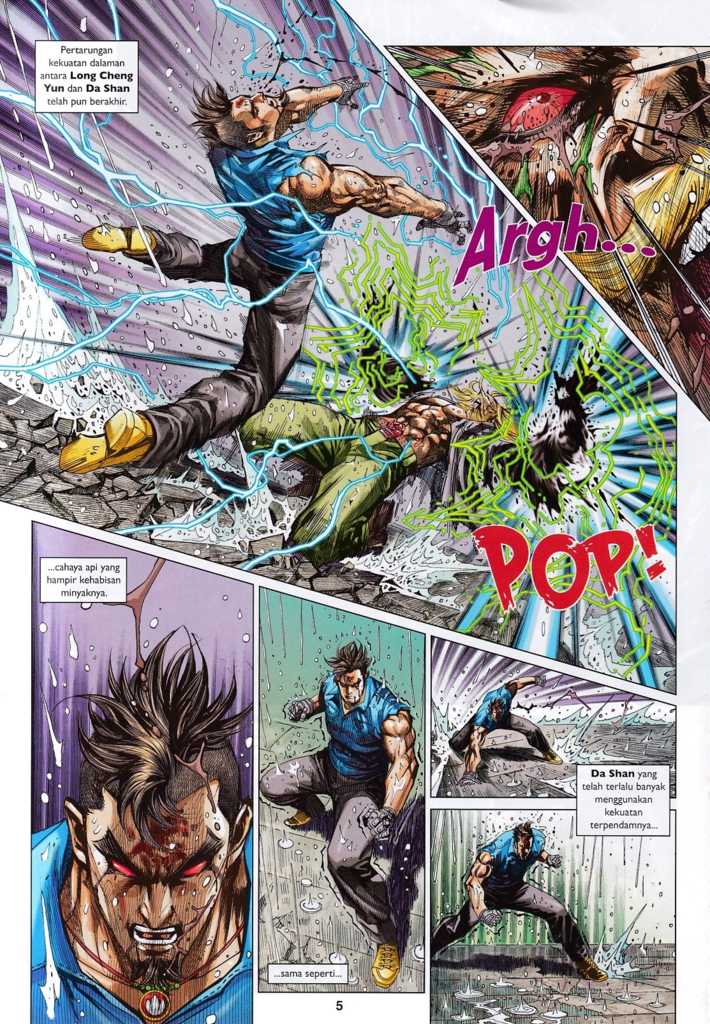 Argh...
Pertarungan
kekuatan dalaman
antara Long Cheng
Yun dan Da Shan
telah pun berakhir.
POP!
Da Shan yang
telah terlalu banyak
menggunakan
kekuatan
terpendamnya...
...sama seperti...
...cahaya api yang
hampir kehabisan
minyaknya.
5